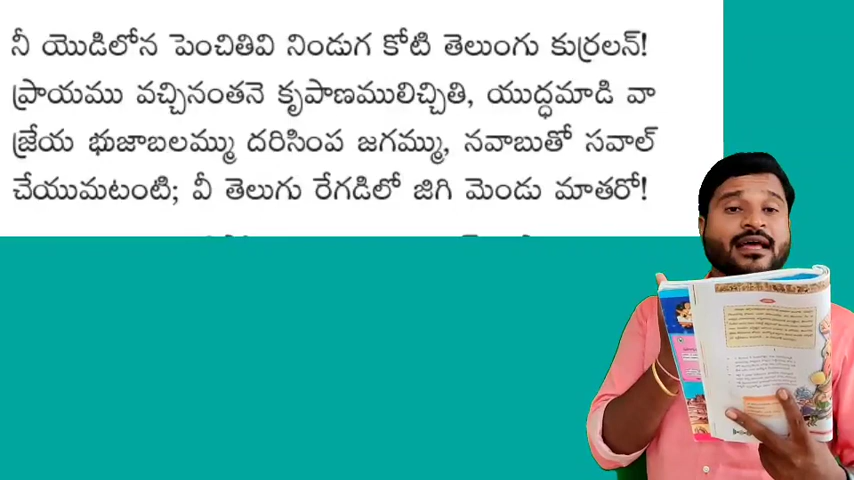 నీ యొడిలోన పెంచితివి నిండుగ కోటి తెలుంగు కుర్రలన్!
ప్రాయము వచ్చినంతనె కృపాణములిచ్చితి, యుద్ధమాడి వా
జ్రేయ భుజాబలమ్ము దరిసింప జగమ్ము, నవాబుతో సవాల్
చేయుమటంటి; వీ తెలుగు రేగడిలో జిగి మెండు మాతరో!